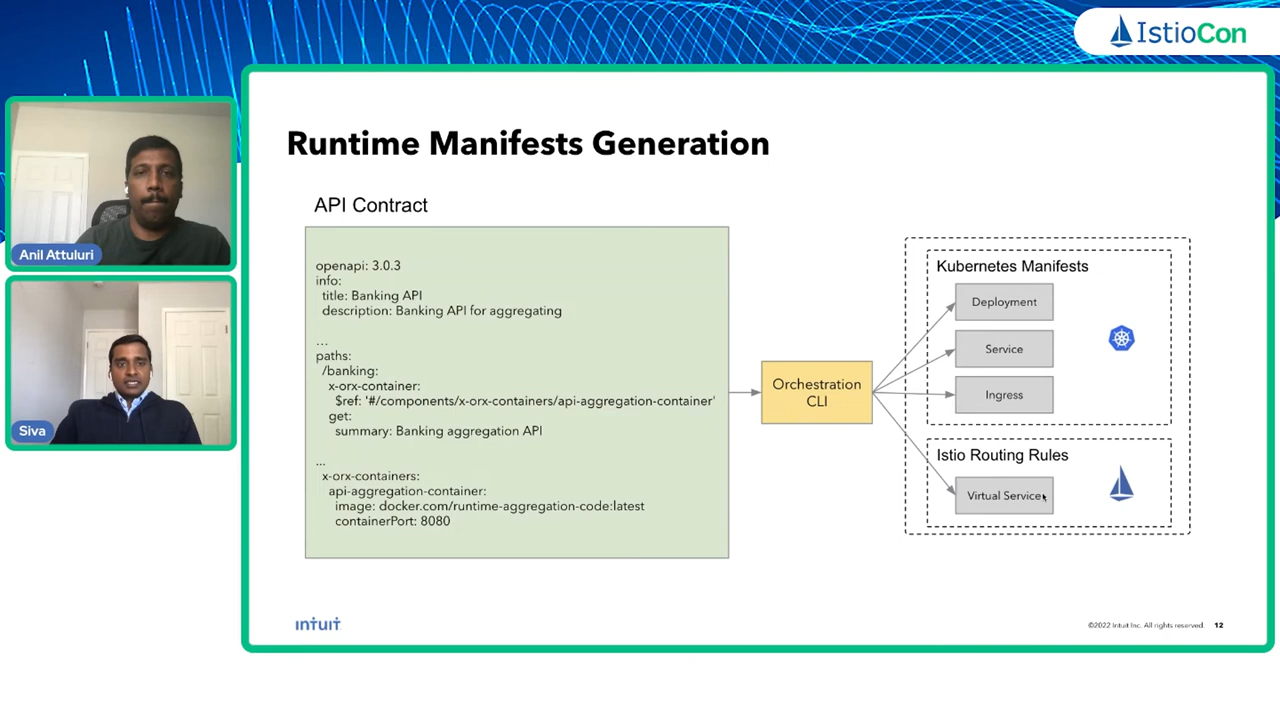 IstioCon
Anil Attuluri
Siva
Runtime Manifests Generation
API Contract
openapi: 3.0.3
info:
title: Banking API
description: Banking API for aggregating
...
paths:
/banking:
x-orx-container:
$ref: '#/components/x-orx-containers/api-aggregation-container'
get:
summary: Banking aggregation API
...
x-orx-containers:
api-aggregation-container:
image: docker.com/runtime-aggregation-code:latest
containerPort: 8080
Orchestration
CLI
Kubernetes Manifests
Deployment
Service
Ingress
Istio Routing Rules
Virtual Service
INTUIT
©2022 Intuit Inc. All rights reserved.
12